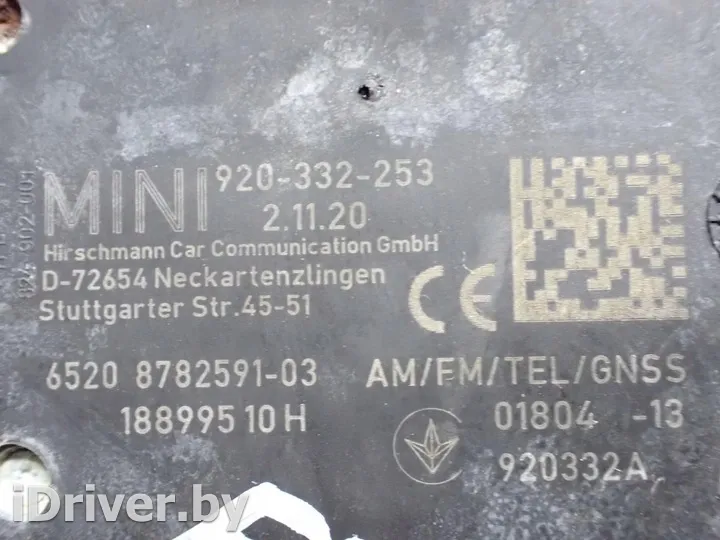 MINI 920-332-253
2.11.20
Hirschmann Car Communication GmbH
D-72654 Neckartenzlingen
Stuttgarter Str.45-51
CE
6520 8782591-03 AM/FM/TEL/GNSS
18899510H 01804 -13
920332A
iDriver.by